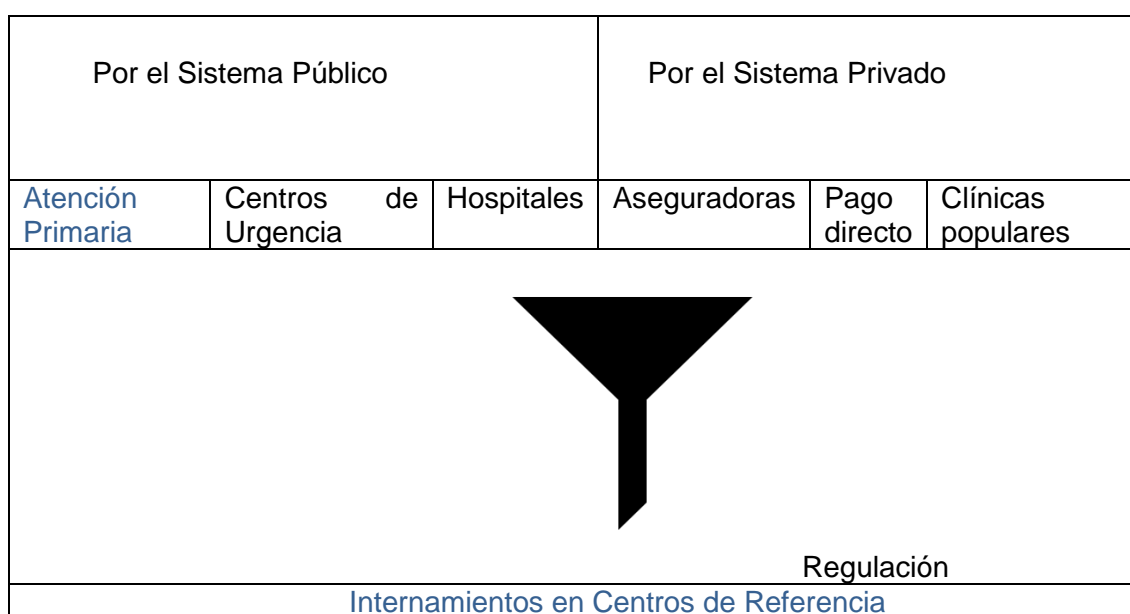 Por el Sistema Público
Por el Sistema Privado
Atención
Primaria
Centros de
Urgencia
Hospitales
Aseguradoras
Pago
directo
Clínicas
populares
Regulación
Internamientos en Centros de Referencia